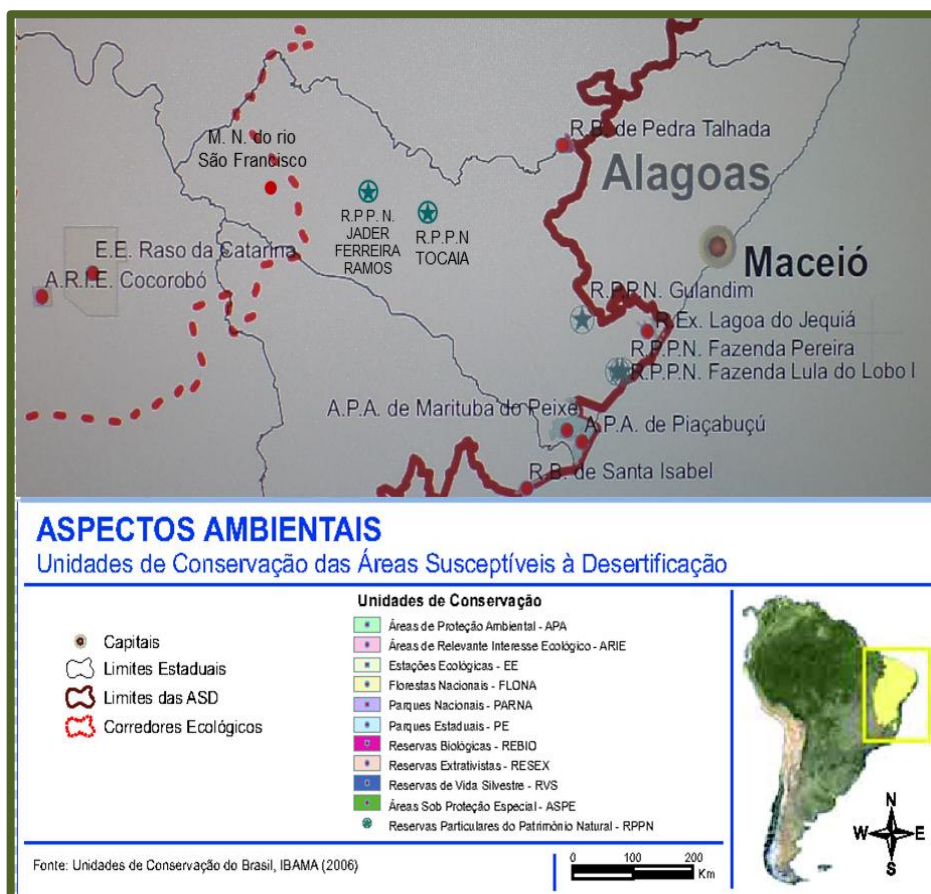 R.B. de Pedra Talhada
Alagoas
M. N. do rio
São Francisco
R.P P. N.
JADER
FERREIRA
RAMOS
R.P.P.N
TOCAIA
E.E. Raso da Catarina
A.R.I.E. Cocorobó
Maceió
R.P.P.N. Gulandim
R.Ex. Lagoa do Jequiá
R.P.P.N. Fazenda Pereira
R.P.P.N. Fazenda Lula do Lobo I
A.P.A. de Marituba do Peixe
A.P.A. de Piaçabuçú
R.B. de Santa Isabel
ASPECTOS AMBIENTAIS
Unidades de Conservação das Áreas Susceptíveis à Desertificação
Capitais
Limites Estaduais
Limites das ASD
Corredores Ecológicos
Unidades de Conservação
Áreas de Proteção Ambiental - APA
Áreas de Relevante Interesse Ecológico - ARIE
Estações Ecológicas - EE
Florestas Nacionais - FLONA
Parques Nacionais - PARNA
Parques Estaduais - PE
Reservas Biológicas - REBIO
Reservas Extrativistas - RESEX
Reservas de Vida Silvestre - RVS
Áreas Sob Proteção Especial - ASPE
Reservas Particulares do Patrimônio Natural - RPPN
N
W E
S
Fonte: Unidades de Conservação do Brasil, IBAMA (2006)
0 100 200
Km